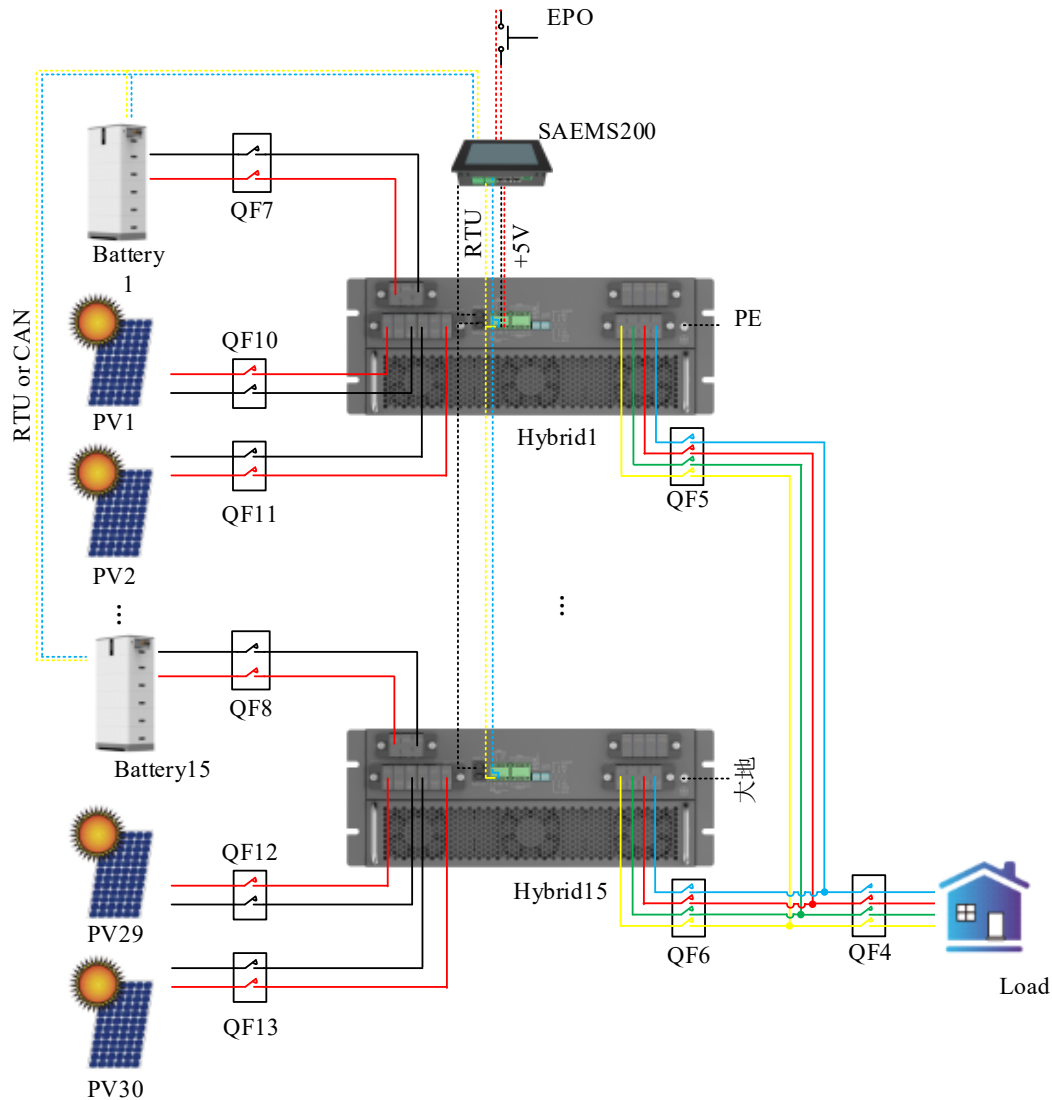 EPO
SAEMS200
QF7
Battery
1
RTU
+5V
RTU or CAN
PE
QF10
PV1
Hybrid1
QF11
QF5
PV2
...
...
QF8
Battery15
大地
QF12
Hybrid15
PV29
QF6
QF4
Load
QF13
PV30